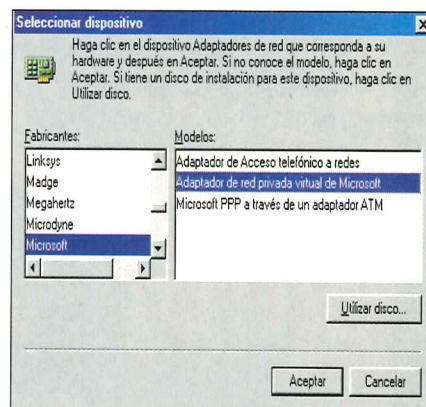 Seleccionar dispositivo
Haga clic en el dispositivo Adaptadores de red que corresponda a su
hardware y después en Aceptar. Si no conoce el modelo, haga clic en
Aceptar. Si tiene un disco de instalación para este dispositivo, haga clic en
Utilizar disco.
Fabricantes:
Linksys
Madge
Megahertz
Microdyne
Microsoft
Modelos:
Adaptador de Acceso telefónico a redes
Adaptador de red privada virtual de Microsoft
Microsoft PPP a través de un adaptador ATM
Utilizar disco...
Aceptar
Cancelar